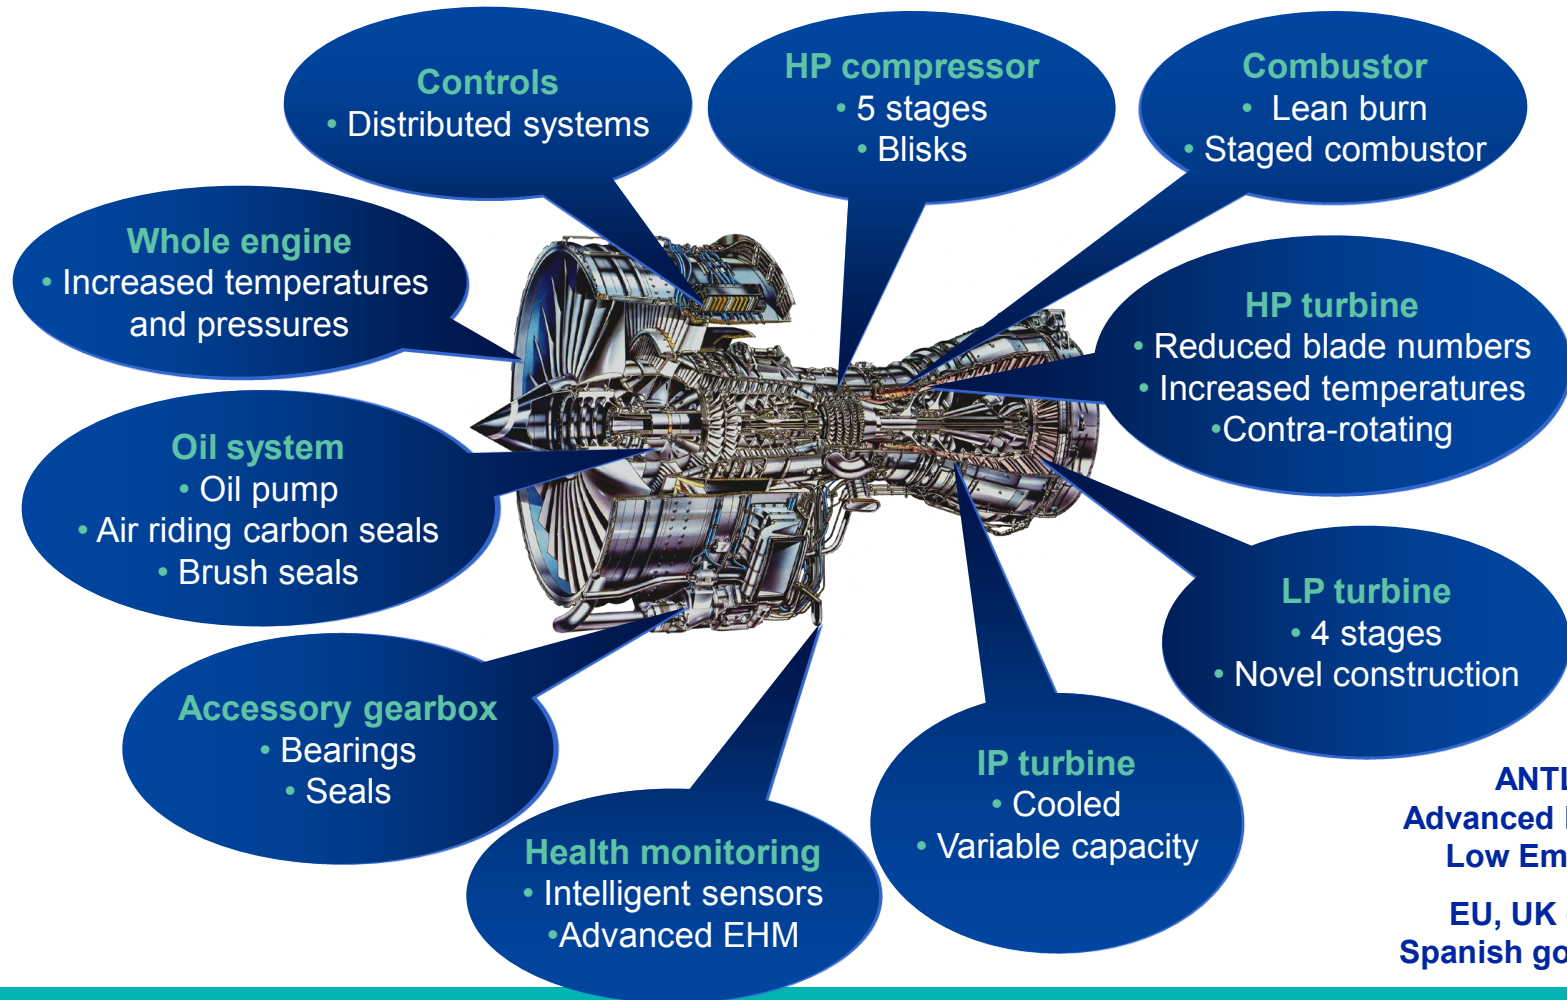 Controls
• Distributed systems
HP compressor
• 5 stages
• Blisks
Combustor
• Lean burn
• Staged combustor
Whole engine
• Increased temperatures
and pressures
HP turbine
• Reduced blade numbers
• Increased temperatures
•Contra-rotating
Oil system
• Oil pump
• Air riding carbon seals
• Brush seals
LP turbine
• 4 stages
• Novel construction
Accessory gearbox
• Bearings
• Seals
IP turbine
• Cooled
• Variable capacity
Health monitoring
• Intelligent sensors
•Advanced EHM
Advanced
Low
EU, UK
Spanish